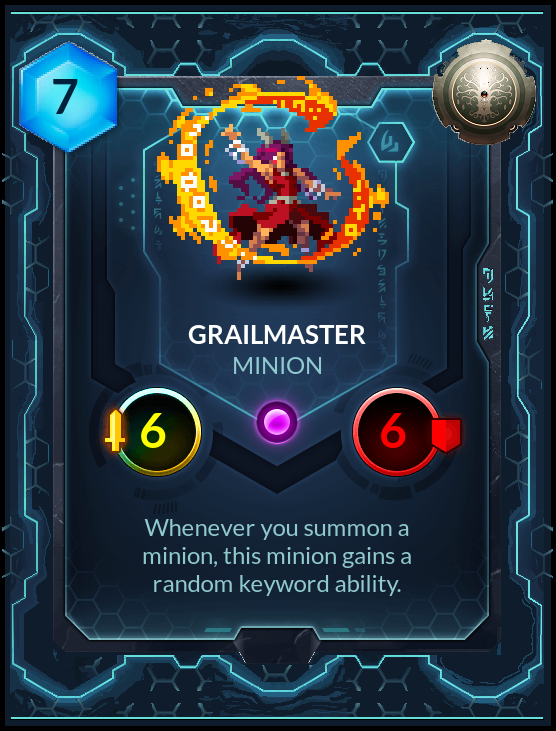 7
GRAILMASTER
MINION
6 6
Whenever you summon a
minion, this minion gains a
random keyword ability.